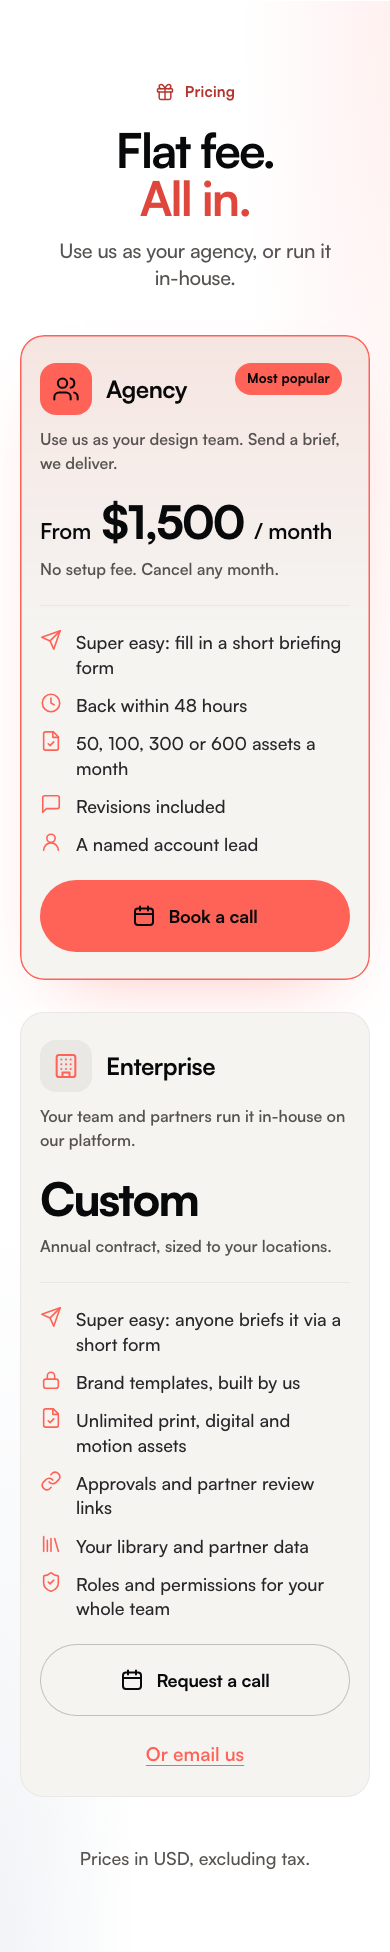 Pricing
Flat fee.
All in.
Use us as your agency, or run it
in-house.
Agency
Most popular
Use us as your design team. Send a brief,
we deliver.
From $1,500 / month
No setup fee. Cancel any month.
Super easy: fill in a short briefing
form
Back within 48 hours
50, 100, 300 or 600 assets a
month
Revisions included
A named account lead
Book a call
Enterprise
Your team and partners run it in-house on
our platform.
Custom
Annual contract, sized to your locations.
Super easy: anyone briefs it via a
short form
Brand templates, built by us
Unlimited print, digital and
motion assets
Approvals and partner review
links
Your library and partner data
Roles and permissions for your
whole team
Request a call
Or email us
Prices in USD, excluding tax.